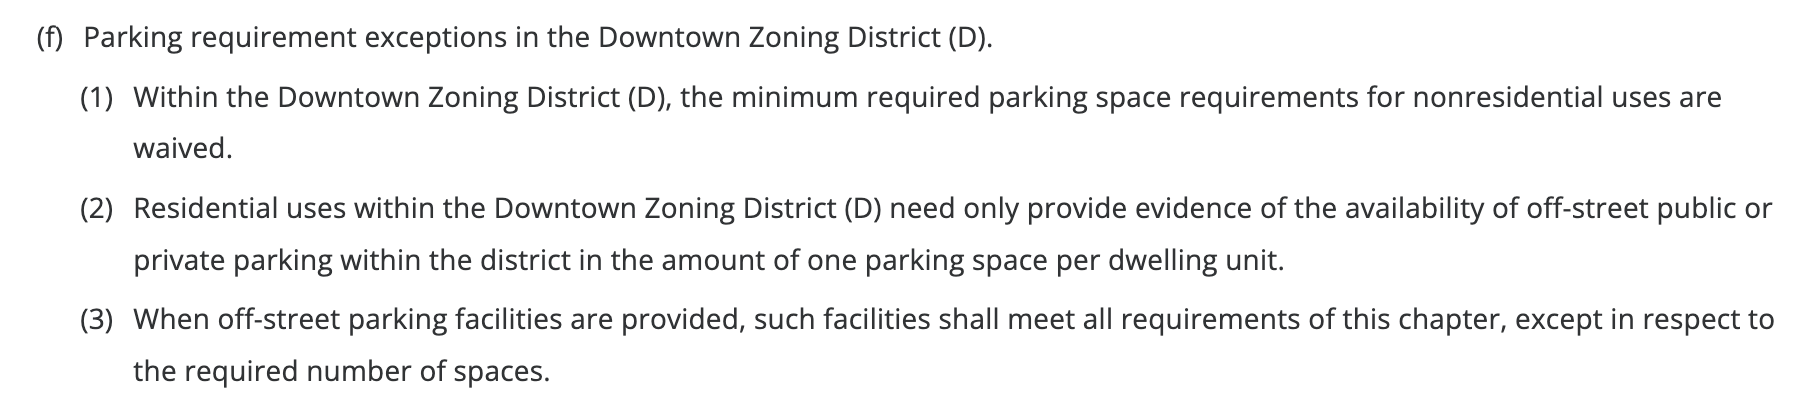 (f) Parking requirement exceptions in the Downtown Zoning District (D).
(1) Within the Downtown Zoning District (D), the minimum required parking space requirements for nonresidential uses are
waived.
(2) Residential uses within the Downtown Zoning District (D) need only provide evidence of the availability of off-street public or
private parking within the district in the amount of one parking space per dwelling unit.
(3) When off-street parking facilities are provided, such facilities shall meet all requirements of this chapter, except in respect to
the required number of spaces.